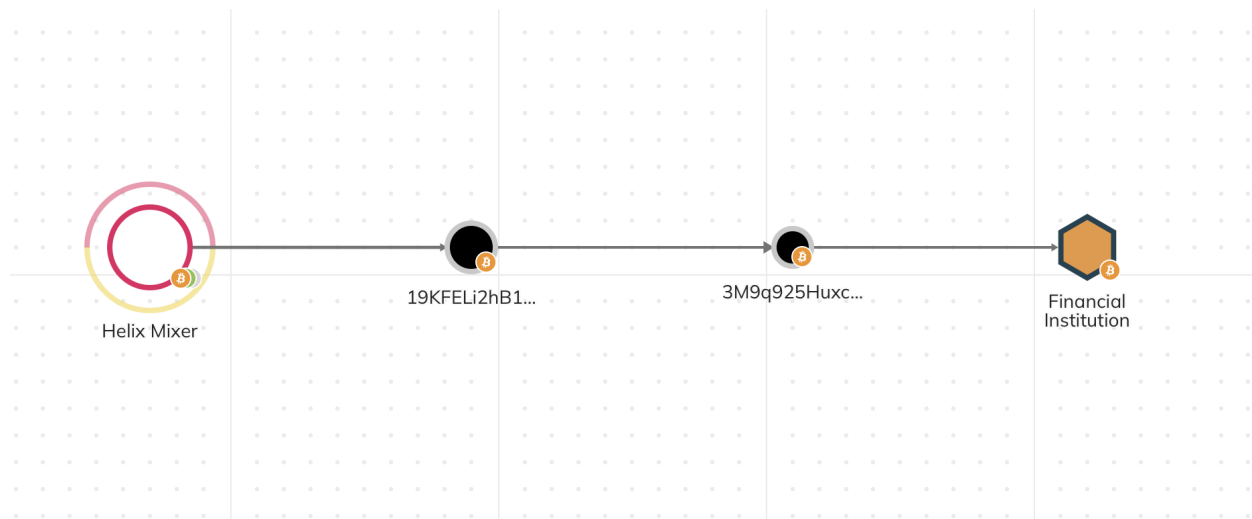 Helix Mixer
19KFELi2hB1...
3M9q925Huxc...
Financial
Institution